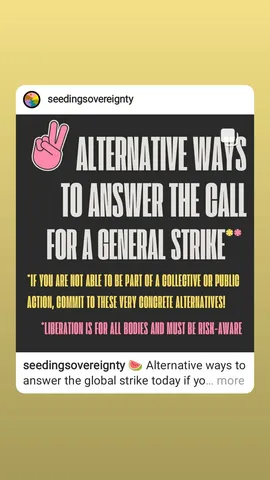 seedingsovereignty
ALTERNATIVE WAYS
TO ANSWER THE CALL
FOR A GENERAL STRIKE**
*IF YOU ARE NOT ABLE TO BE PART OF A COLLECTIVE OR PUBLIC
ACTION, COMMIT TO THESE VERY CONCRETE ALTERNATIVES!
*LIBERATION IS FOR ALL BODIES AND MUST BE RISK-AWARE
seedingsovereignty 🍉 Alternative ways to
answer the global strike today if yo... more